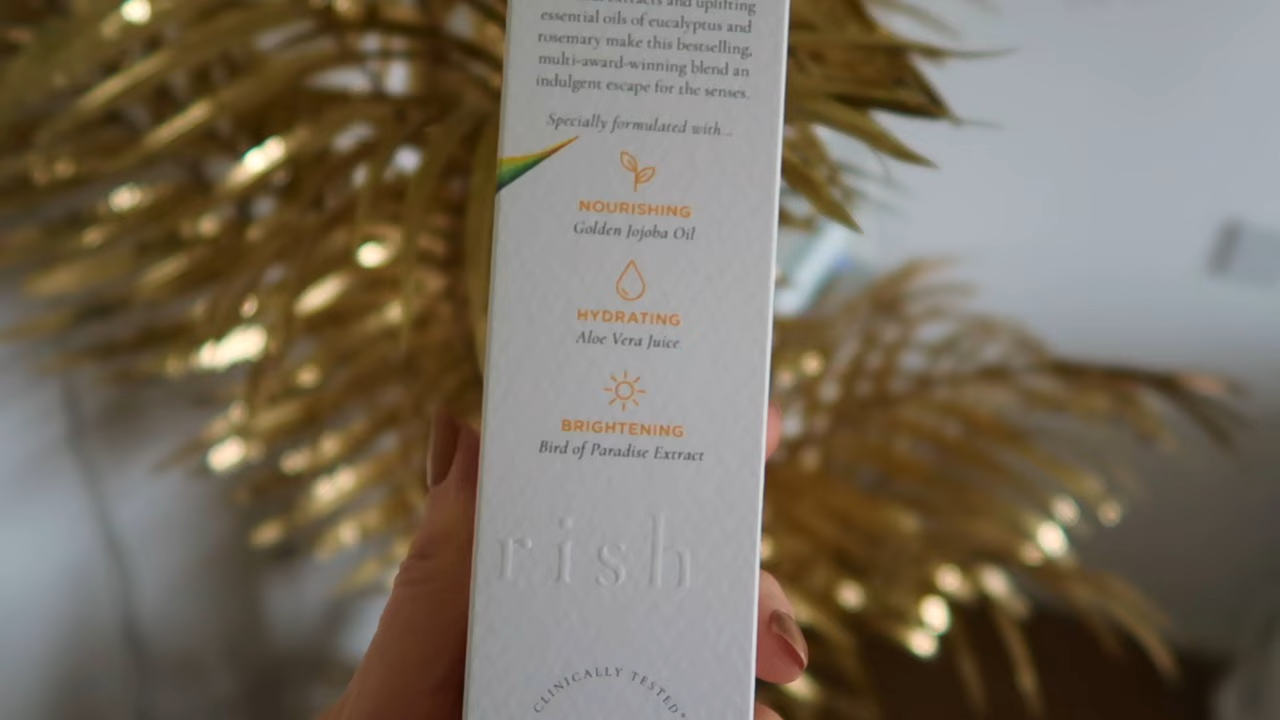 and uplifting
essential oils of eucalyptus and
rosemary make this bestselling,
multi-award-winning blend an
indulgent escape for the senses.
Specially formulated with...
NOURISHING
Golden Jojoba Oil
HYDRATING
Aloe Vera Juice
BRIGHTENING
Bird of Paradise Extract
rish
CLINICALLY TESTED*